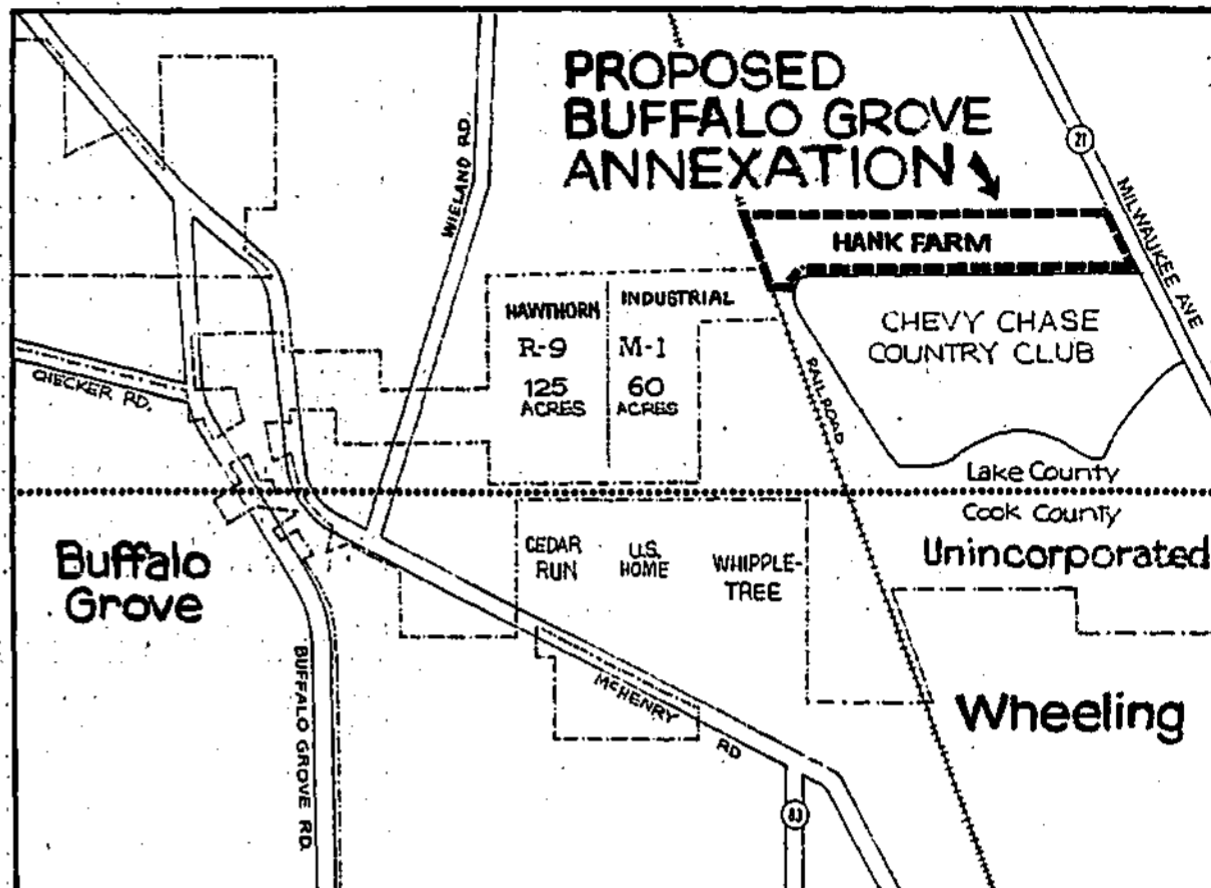 PROPOSED
BUFFALO GROVE
ANNEXATION
21
MILWAUKEE AVE
WIELAND RD.
HANK FARM
HAWTHORN
R-9
125
ACRES
INDUSTRIAL
M-1
60
ACRES
CHEVY CHASE
COUNTRY CLUB
CHECKER RD.
RAILROAD
Lake County
Cook County
Buffalo
Grove
CEDAR
RUN
U.S.
HOME
WHIPPLE-
TREE
Unincorporated
BUFFALO GROVE RD.
McHENRY
RD
Wheeling
83